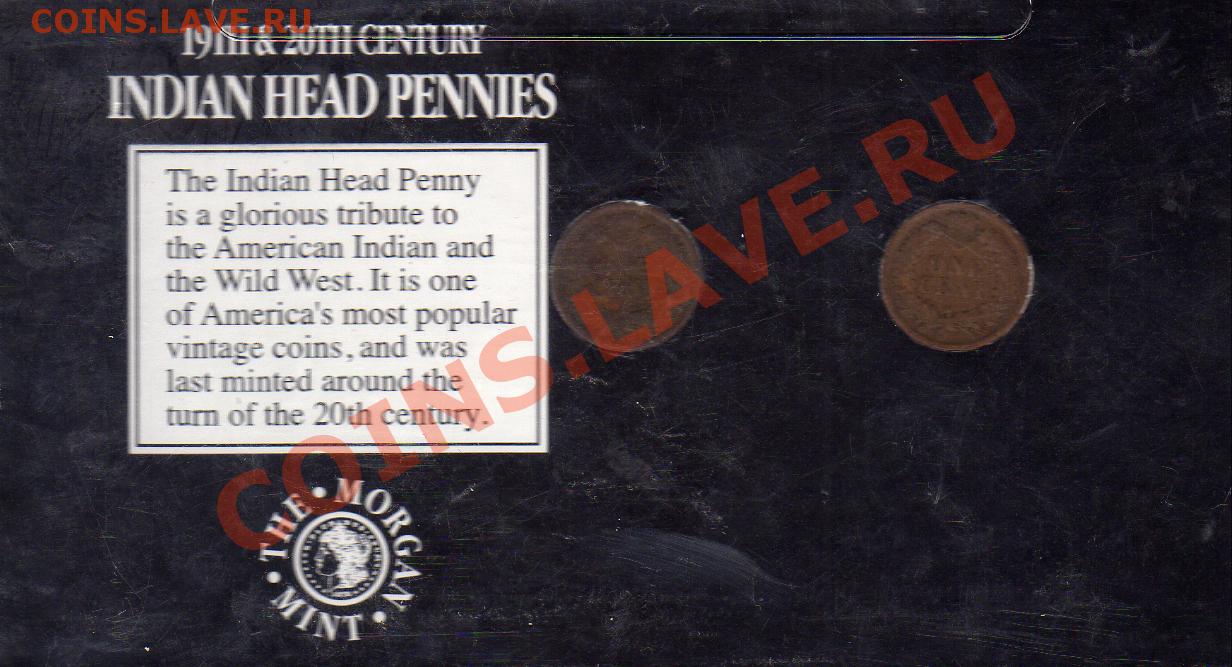 COINS.LAVE.RU
19TH & 20TH CENTURY
INDIAN HEAD PENNIES
The Indian Head Penny
is a glorious tribute to
the American Indian and
the Wild West. It is one
of America's most popular
vintage coins, and was
last minted around the
turn of the 20th century.
COINS.LAVE.RU
• THE • MORGAN • MINT